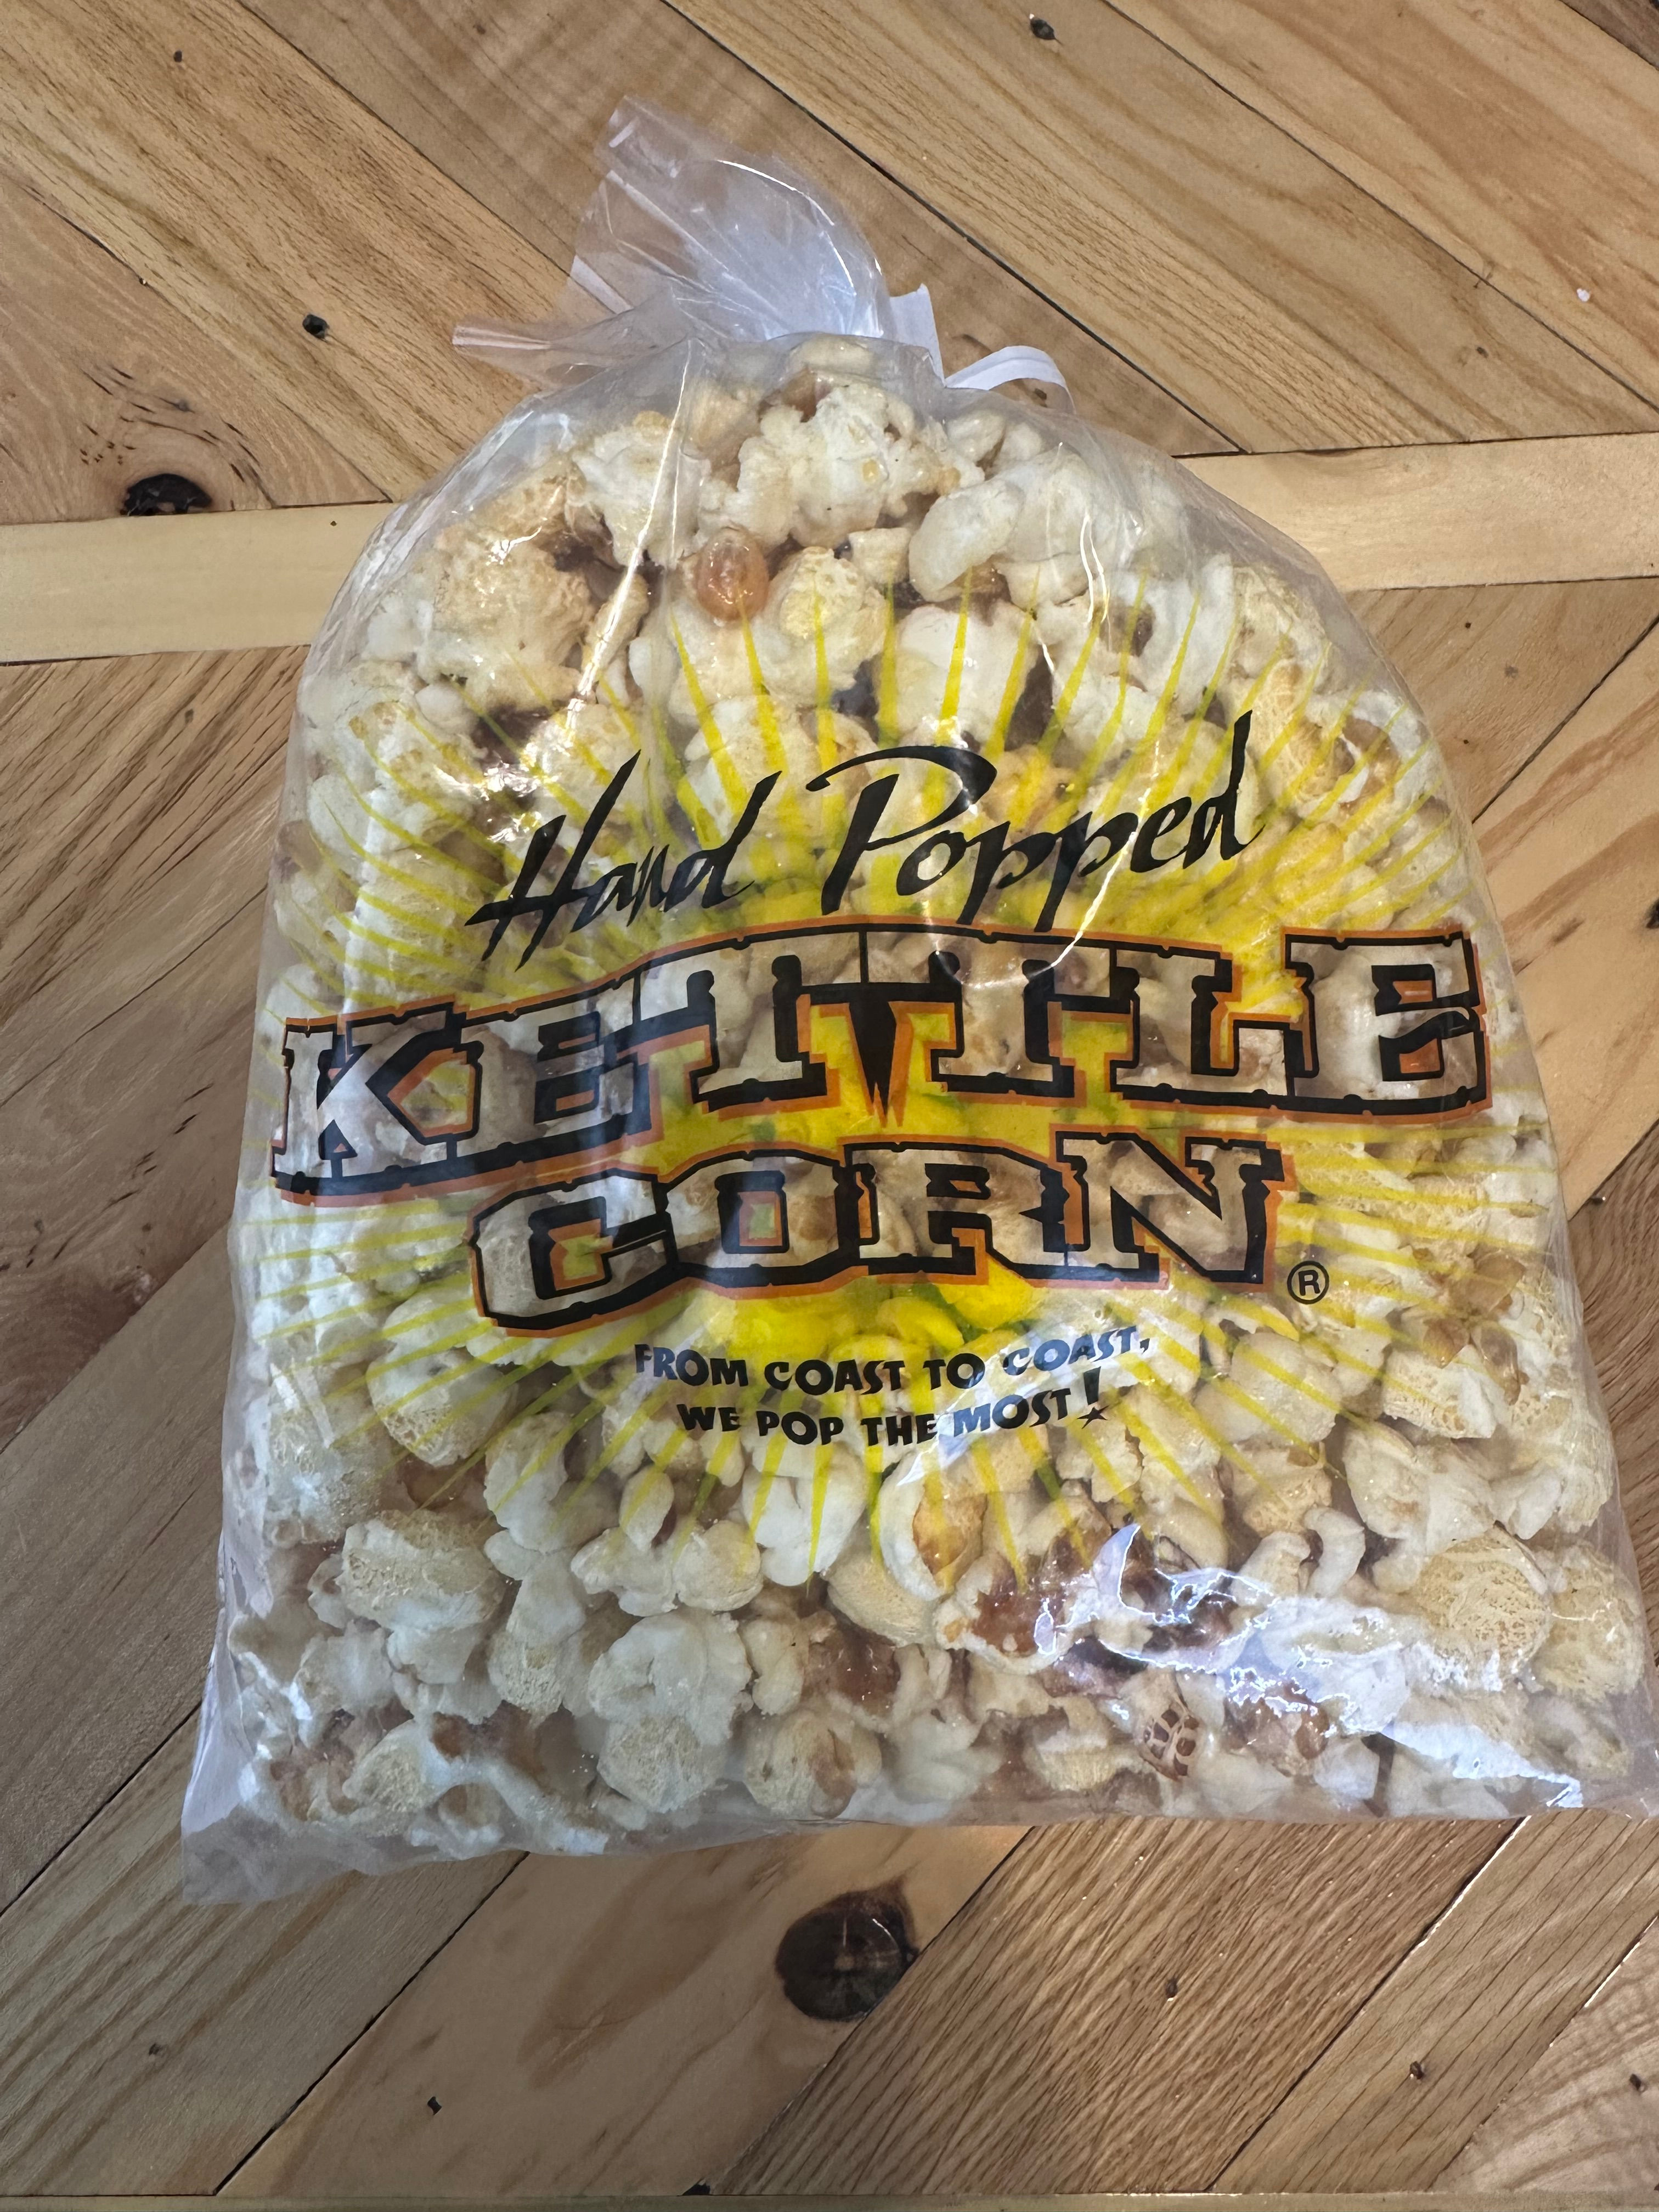 Hand Popped
KETTLE
CORN®
FROM COAST TO COAST,
WE POP THE MOST!